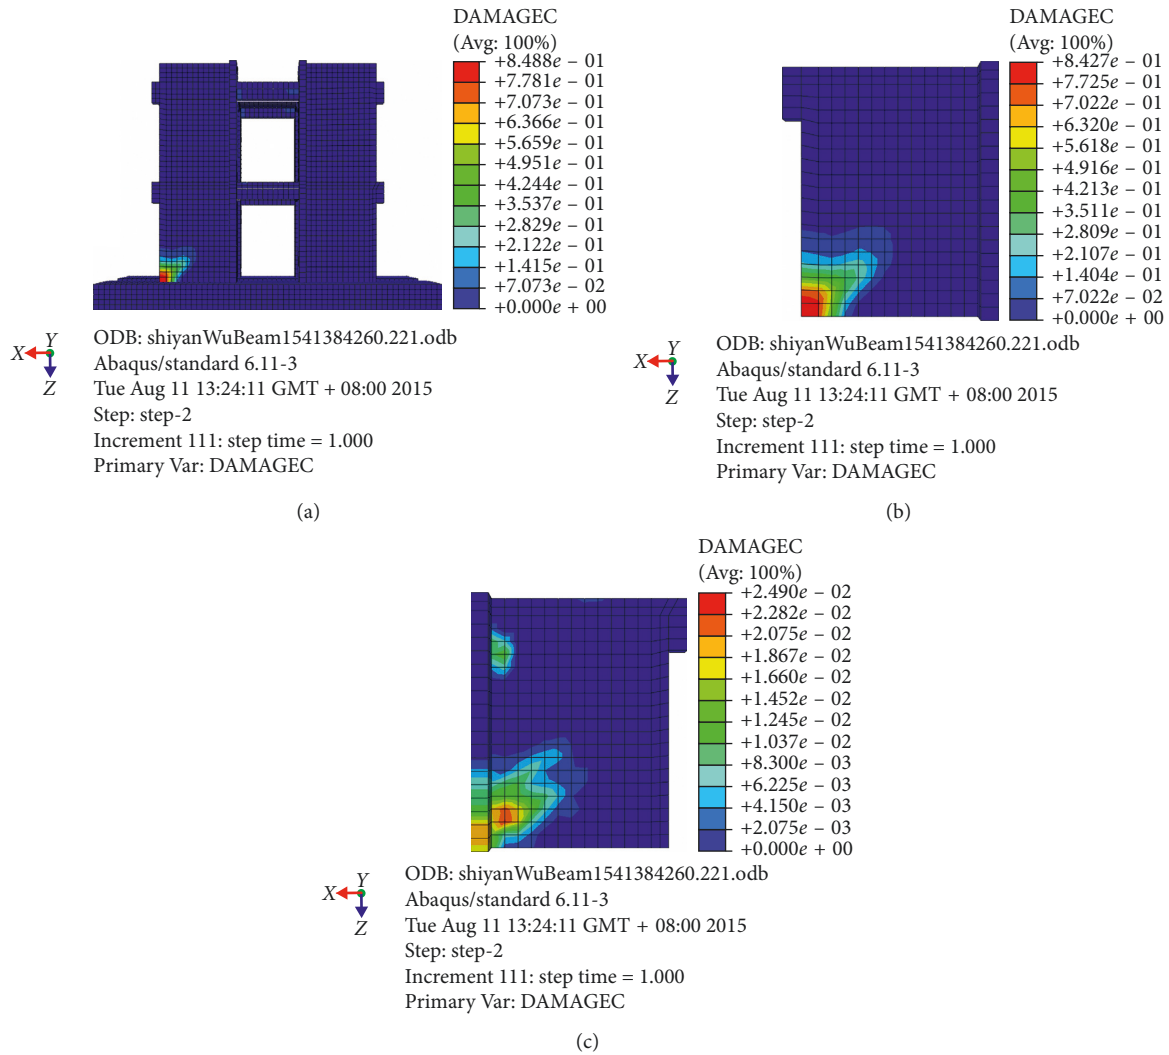 DAMAGEC
(Avg: 100%)
+8.488e – 01
+7.781e – 01
+7.073e – 01
+6.366e – 01
+5.659e – 01
+4.951e – 01
+4.244e – 01
+3.537e – 01
+2.829e – 01
+2.122e – 01
+1.415e – 01
+7.073e – 02
+0.000e + 00
X
Y
Z
ODB: shiyanWuBeam1541384260.221.odb
Abaqus/standard 6.11-3
Tue Aug 11 13:24:11 GMT + 08:00 2015
Step: step-2
Increment 111: step time = 1.000
Primary Var: DAMAGEC
(a)
DAMAGEC
(Avg: 100%)
+8.427e – 01
+7.725e – 01
+7.022e – 01
+6.320e – 01
+5.618e – 01
+4.916e – 01
+4.213e – 01
+3.511e – 01
+2.809e – 01
+2.107e – 01
+1.404e – 01
+7.022e – 02
+0.000e + 00
X
Y
Z
ODB: shiyanWuBeam1541384260.221.odb
Abaqus/standard 6.11-3
Tue Aug 11 13:24:11 GMT + 08:00 2015
Step: step-2
Increment 111: step time = 1.000
Primary Var: DAMAGEC
(b)
DAMAGEC
(Avg: 100%)
+2.490e – 02
+2.282e – 02
+2.075e – 02
+1.867e – 02
+1.660e – 02
+1.452e – 02
+1.245e – 02
+1.037e – 02
+8.300e – 03
+6.225e – 03
+4.150e – 03
+2.075e – 03
+0.000e + 00
X
Y
Z
ODB: shiyanWuBeam1541384260.221.odb
Abaqus/standard 6.11-3
Tue Aug 11 13:24:11 GMT + 08:00 2015
Step: step-2
Increment 111: step time = 1.000
Primary Var: DAMAGEC
(c)